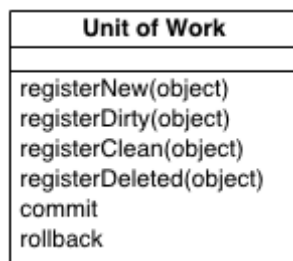 Unit of Work
registerNew(object)
registerDirty(object)
registerClean(object)
registerDeleted(object)
commit
rollback